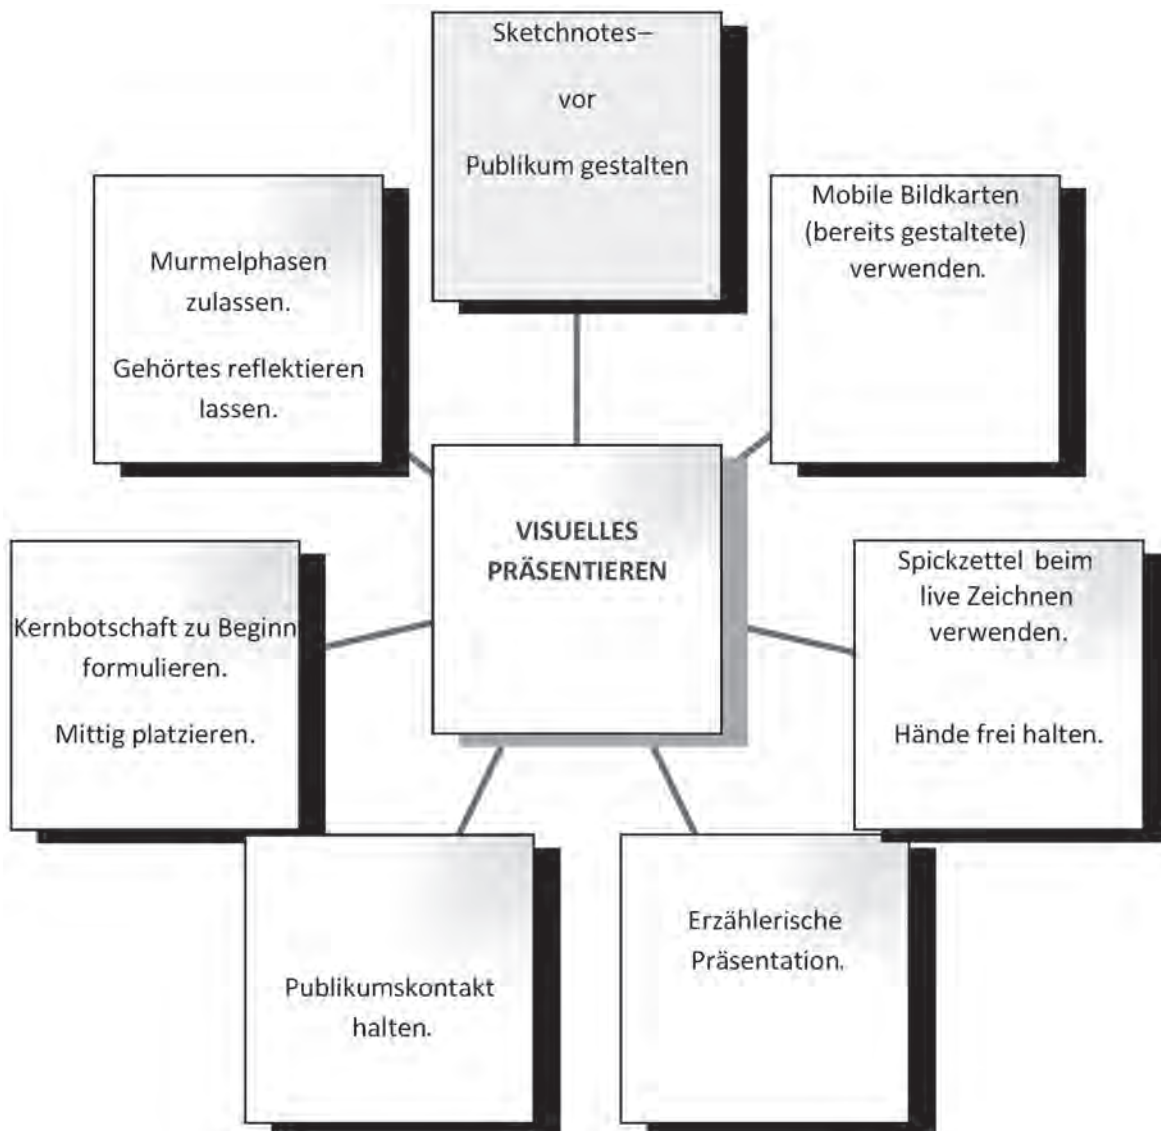 Sketchnotes–
vor
Publikum gestalten
Mobile Bildkarten
(bereits gestaltete)
verwenden.
Murmelphasen
zulassen.
Gehörtes reflektieren
lassen.
VISUELLES
PRÄSENTIEREN
Spickzettel beim
live Zeichnen
verwenden.
Hände frei halten.
Kernbotschaft zu Beginn
formulieren.
Mittig platzieren.
Erzählerische
Präsentation.
Publikumskontakt
halten.